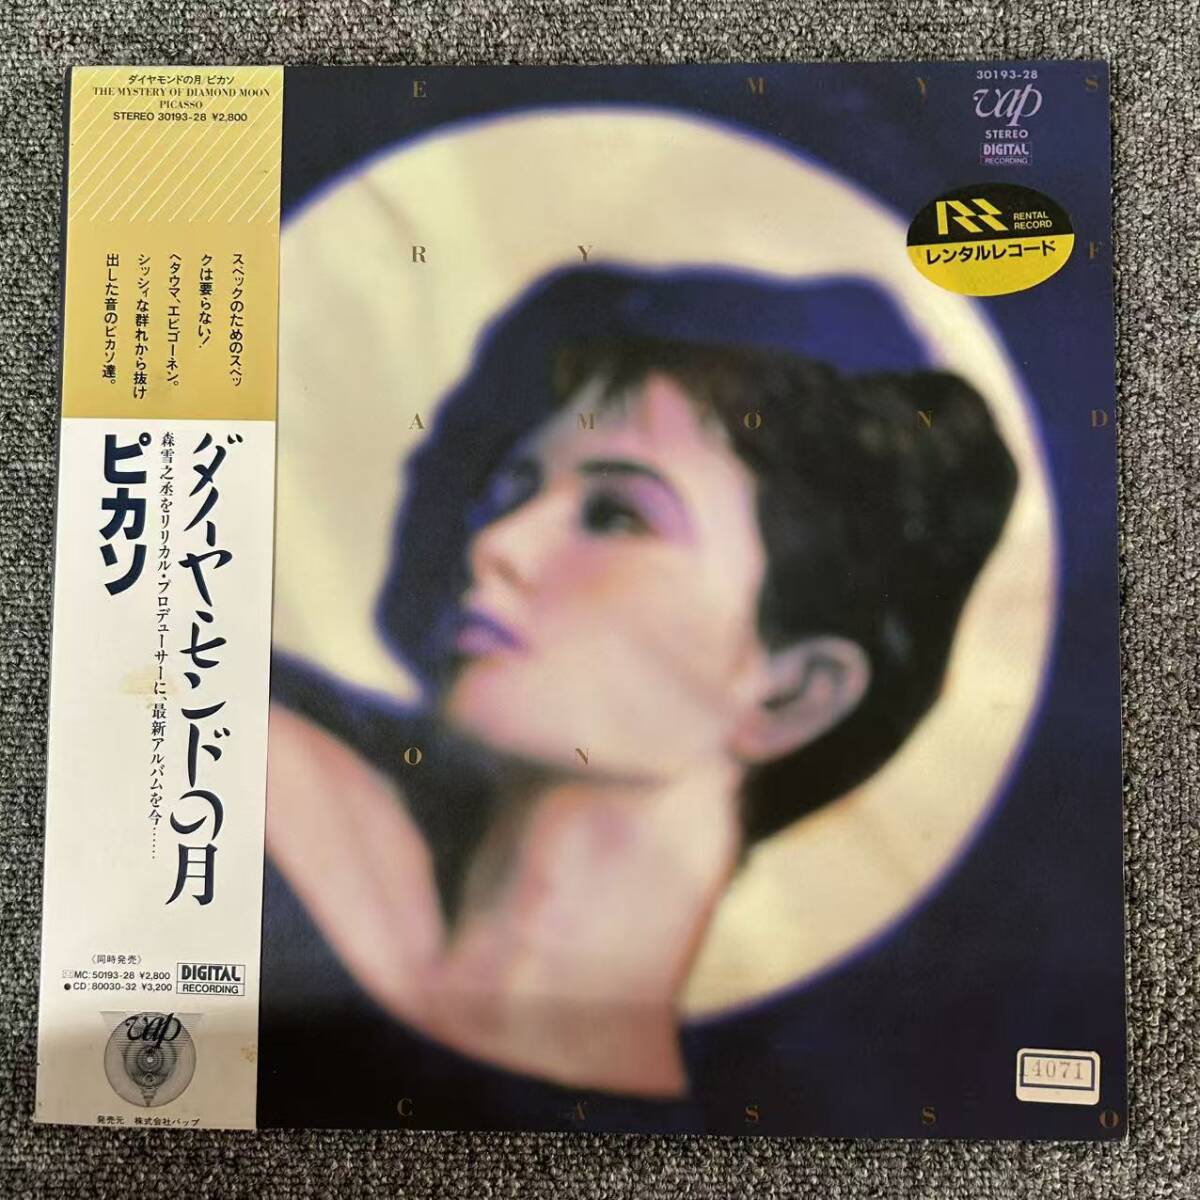 ダイヤモンドの月/ピカソ
THE MYSTERY OF DIAMOND MOON
PICASSO
STEREO 30193-28 ¥2,800
スペックのためのスペッ
クは要らない!
ヘタウマ、エピゴーネン。
シッシィな群れから抜け
出した音のピカソ達。
ダイヤモンドの月
森雪之丞をリリカル・プロデューサーに、最新アルバムを今……
ピカソ
〈同時発売〉
MC:50193-28 ¥2,800
●CD:80030-32 ¥3,200
DIGITAL
RECORDING
vap
発売元 株式会社バップ
E M Y S
R Y F
A M O N D
O N
C A S S O
30193-28
vap
STEREO
DIGITAL
RECORDING
RR
RENTAL
RECORD
レンタルレコード
14071